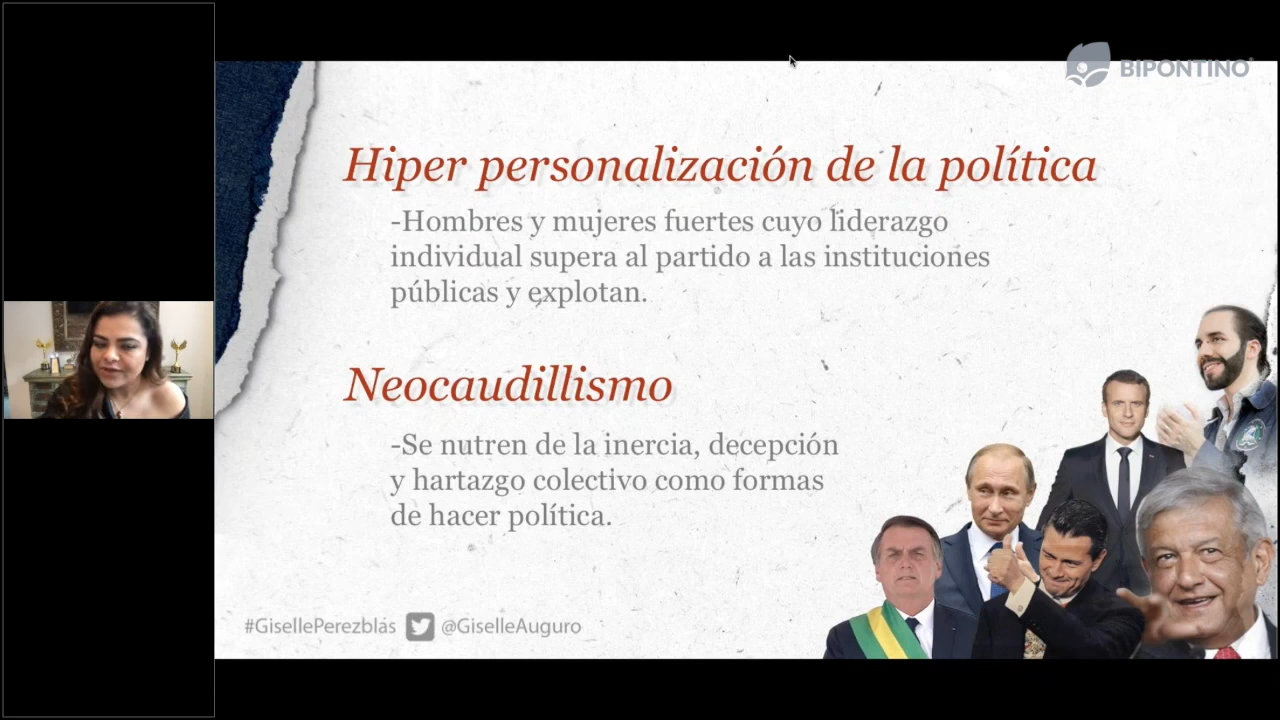 BIPONTINO
Hiper personalización de la política
-Hombres y mujeres fuertes cuyo liderazgo
individual supera al partido a las instituciones
públicas y explotan.
Neocaudillismo
-Se nutren de la inercia, decepción
y hartazgo colectivo como formas
de hacer política.
#GisellePerezblas @GiselleAuguro